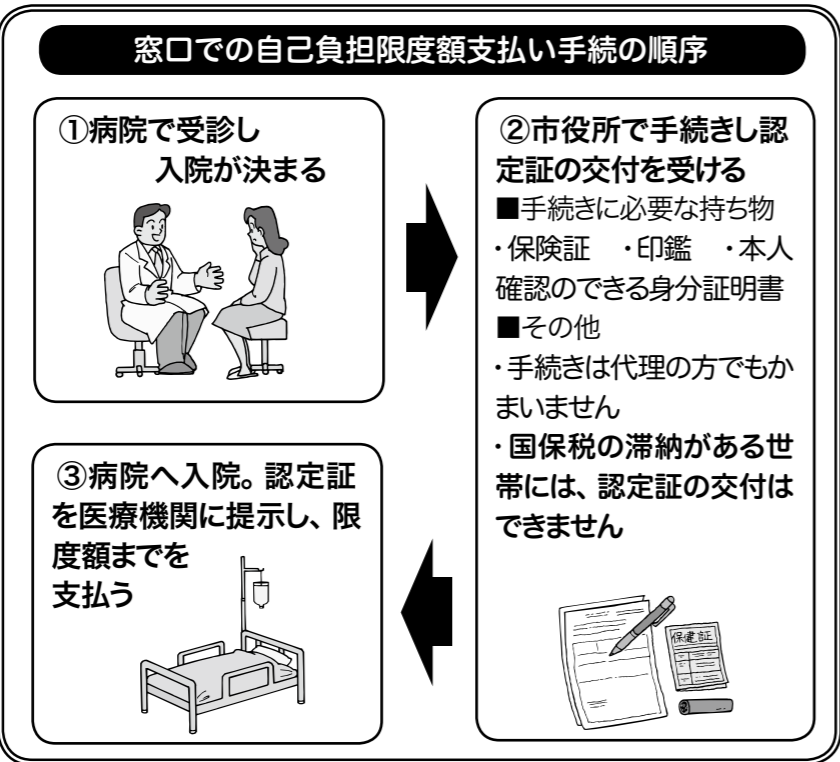 窓口での自己負担限度額支払い手続の順序
①病院で受診し
入院が決まる
②市役所で手続きし認
定証の交付を受ける
■手続きに必要な持ち物
・保険証　・印鑑　・本人
確認のできる身分証明書
■その他
・手続きは代理の方でもか
まいません
・国保税の滞納がある世
帯には、認定証の交付は
できません
保健証
③病院へ入院。認定証
を医療機関に提示し、限
度額までを
支払う